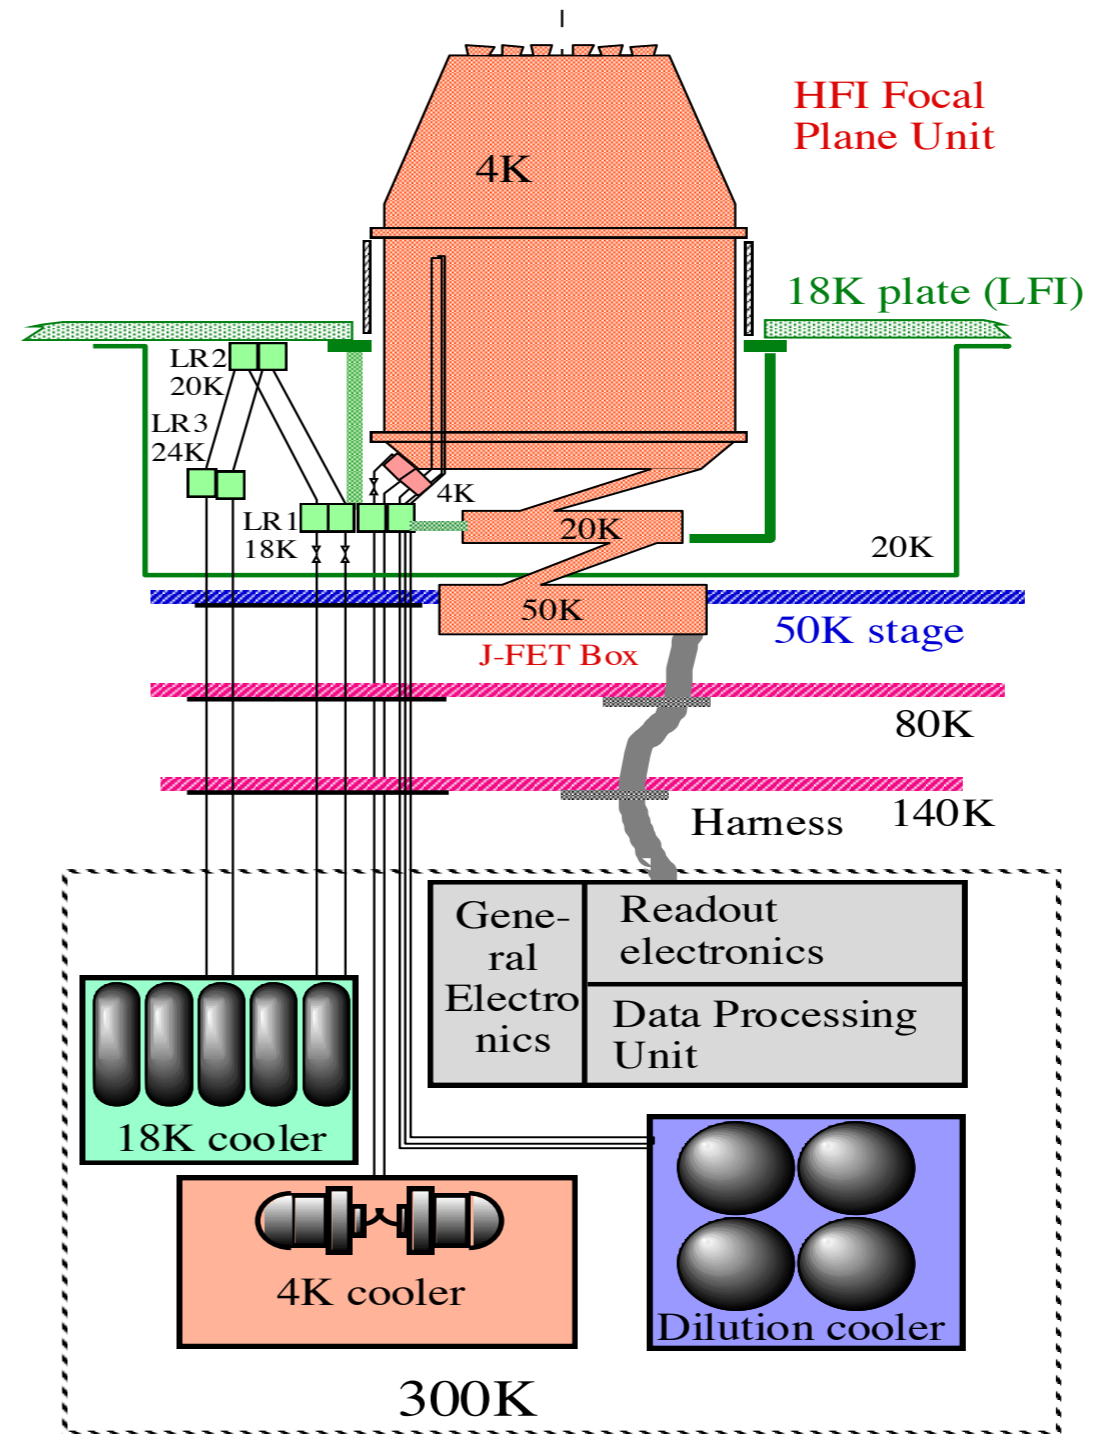 HFI Focal
Plane Unit
4K
18K plate (LFI)
LR2
20K
LR3
24K
4K
LR1
18K
20K
20K
50K
50K stage
J-FET Box
80K
140K
Harness
Gene-
ral
Electro
nics
Readout
electronics
Data Processing
Unit
18K cooler
4K cooler
Dilution cooler
300K